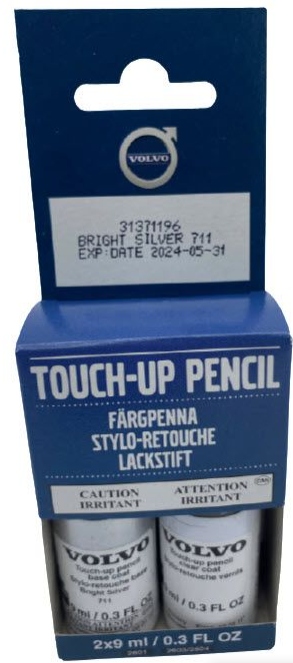 VOLVO
31371196
BRIGHT SILVER 711
EXP:DATE 2024-05-31
TOUCH-UP PENCIL
FÄRGPENNA
STYLO-RETOUCHE
LACKSTIFT
CAUTION
IRRITANT
ATTENTION
IRRITANT
VOLVO
Touch-up pencil
base coat
Stylo-retouche base
Bright Silver
711
ml / 0.3 FL OZ
VOLVO
Touch-up pencil
clear coat
retouche vernis
ml / 0.3 FL OZ
2x9 ml / 0.3 FL OZ